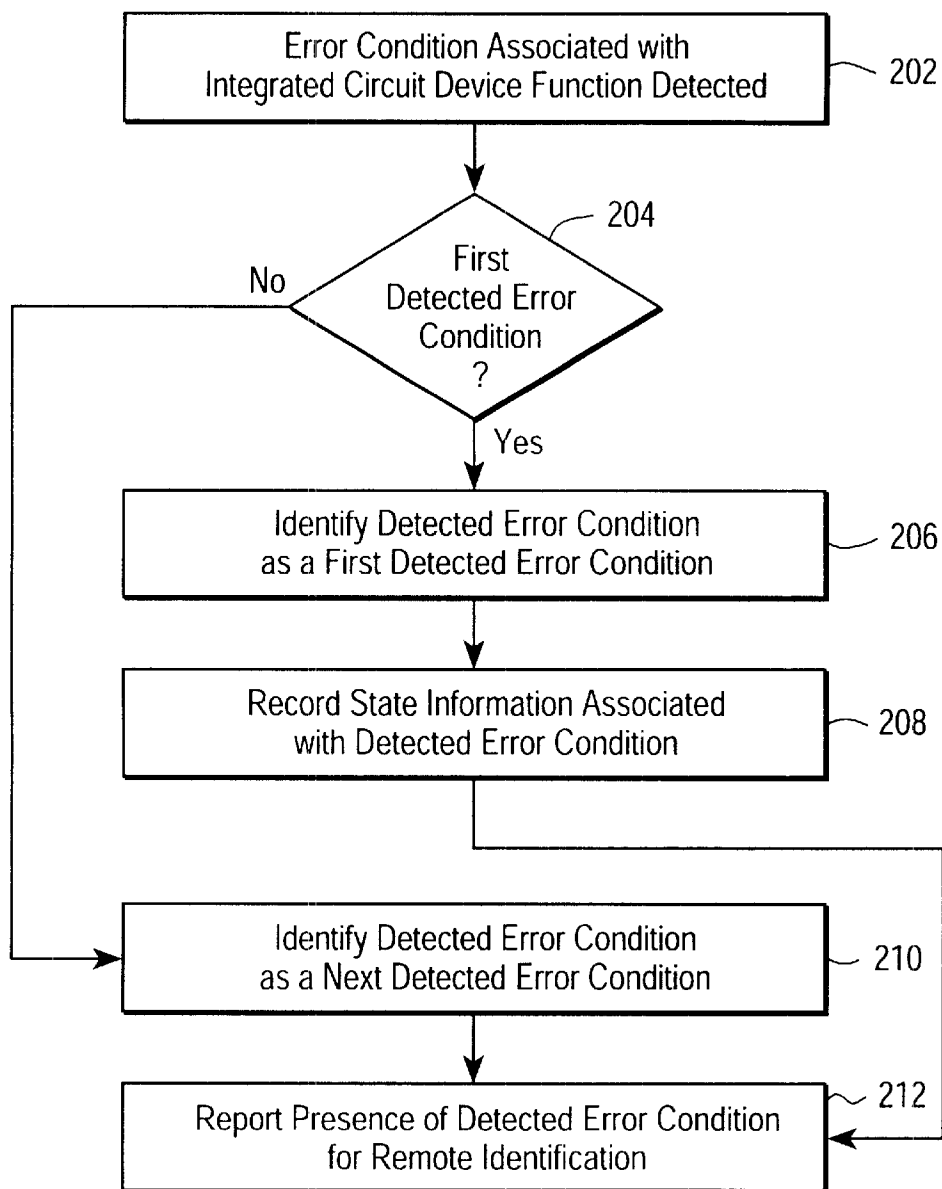 Error Condition Associated with
Integrated Circuit Device Function Detected
202
204
First
Detected Error
Condition
?
No
Yes
Identify Detected Error Condition
as a First Detected Error Condition
206
Record State Information Associated
with Detected Error Condition
208
Identify Detected Error Condition
as a Next Detected Error Condition
210
Report Presence of Detected Error Condition
for Remote Identification
212